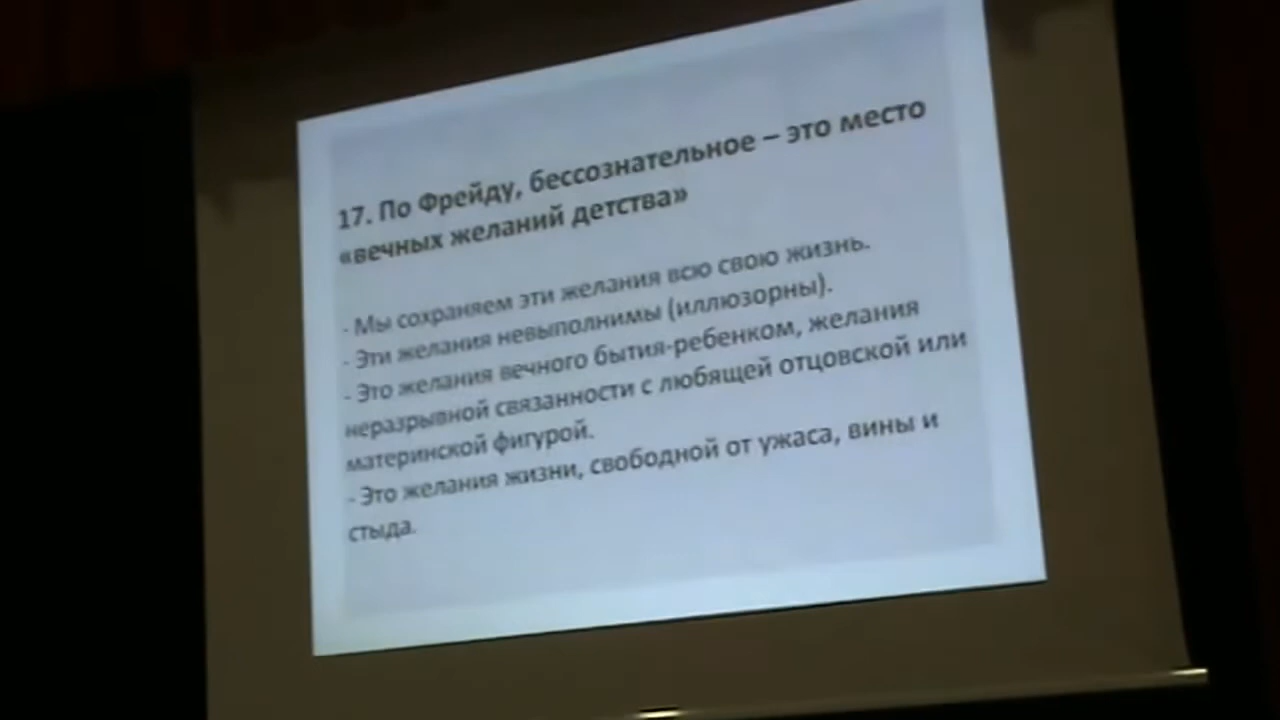 17. По Фрейду, бессознательное – это место
«вечных желаний детства»
- Мы сохраняем эти желания всю свою жизнь.
- Эти желания невыполнимы (иллюзорны).
- Это желания вечного бытия-ребенком, желания
неразрывной связанности с любящей отцовской или
материнской фигурой.
- Это желания жизни, свободной от ужаса, вины и
стыда.